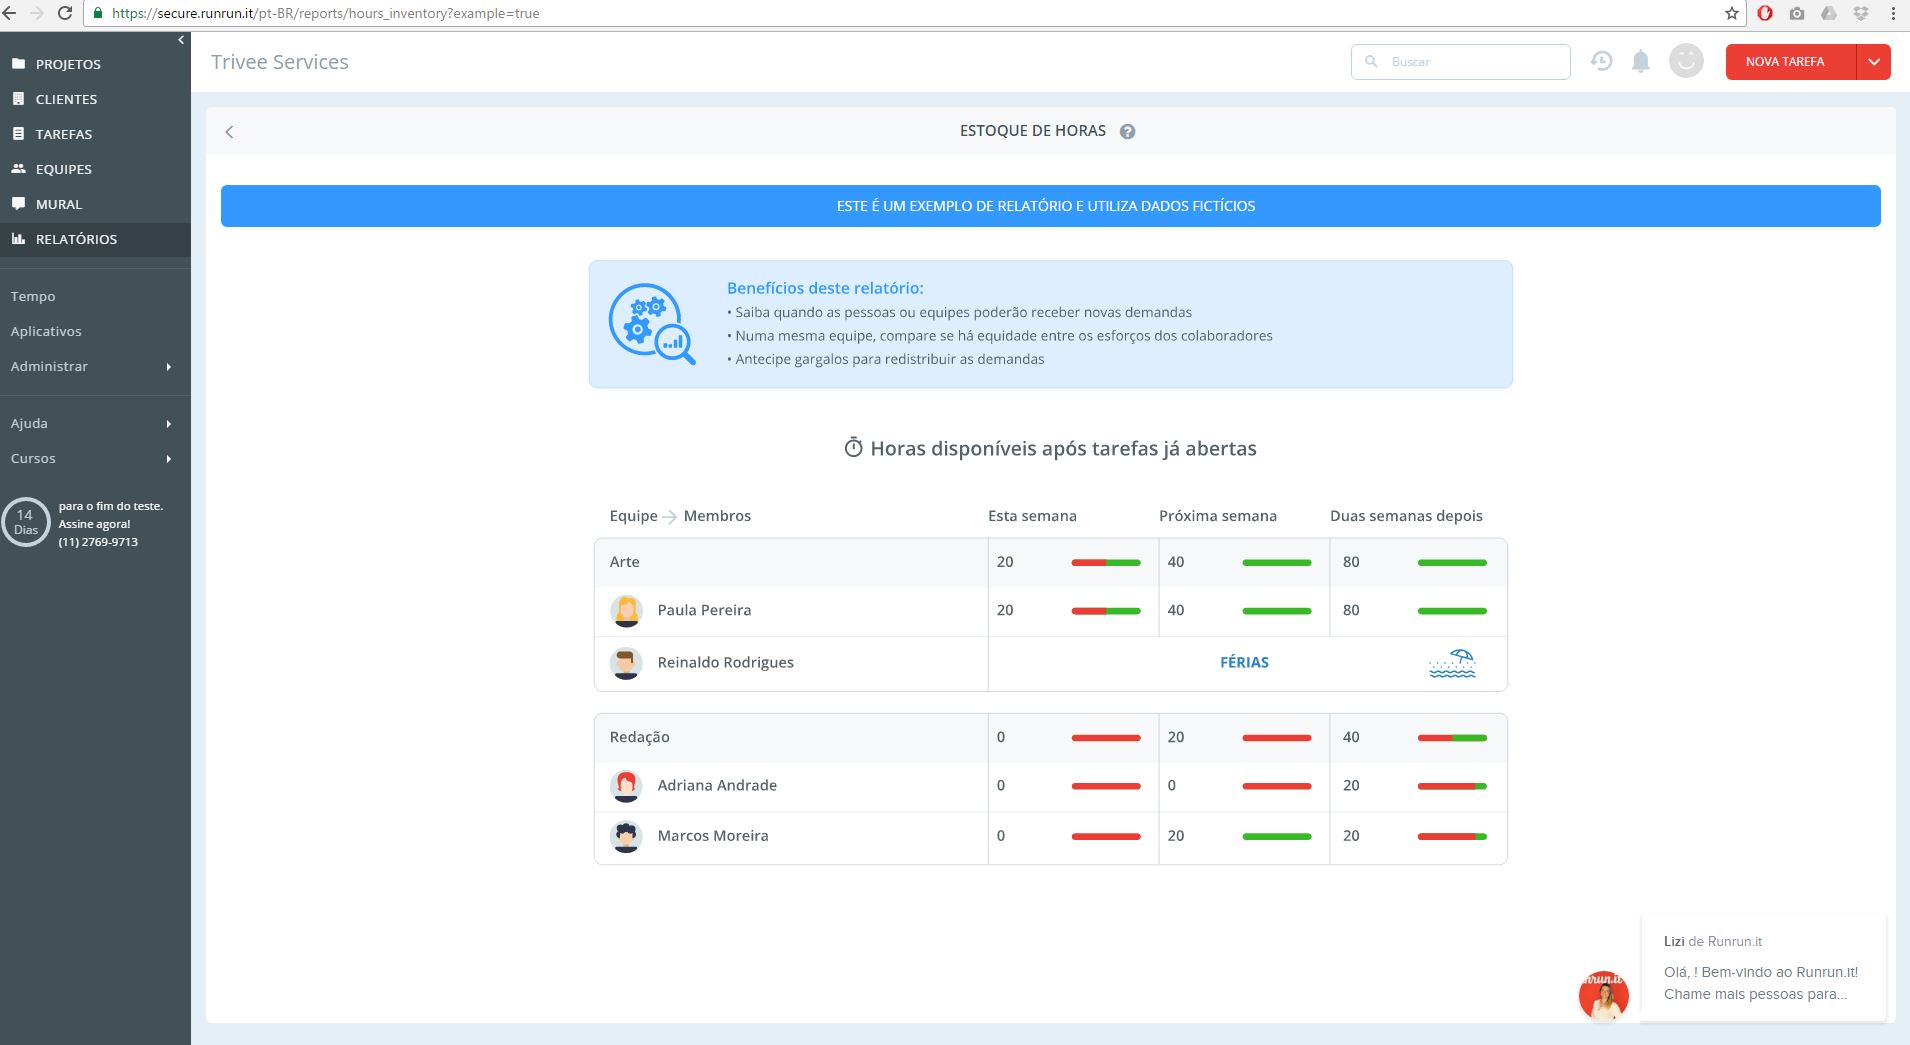 https://secure.runrun.it/pt-BR/reports/hours_inventory?example=true
PROJETOS
CLIENTES
TAREFAS
EQUIPES
MURAL
RELATÓRIOS
Tempo
Aplicativos
Administrar
Ajuda
Cursos
14
Dias
para o fim do teste.
Assine agora!
(11) 2769-9713
Trivee Services
Buscar
NOVA TAREFA
ESTOQUE DE HORAS ?
ESTE É UM EXEMPLO DE RELATÓRIO E UTILIZA DADOS FICTÍCIOS
Benefícios deste relatório:
• Saiba quando as pessoas ou equipes poderão receber novas demandas
• Numa mesma equipe, compare se há equidade entre os esforços dos colaboradores
• Antecipe gargalos para redistribuir as demandas
Horas disponíveis após tarefas já abertas
Equipe → Membros Esta semana Próxima semana Duas semanas depois
Arte 20 40 80
Paula Pereira 20 40 80
Reinaldo Rodrigues FÉRIAS
Redação 0 20 40
Adriana Andrade 0 0 20
Marcos Moreira 0 20 20
Lizi de Runrun.it
Olá, ! Bem-vindo ao Runrun.it!
Chame mais pessoas para...